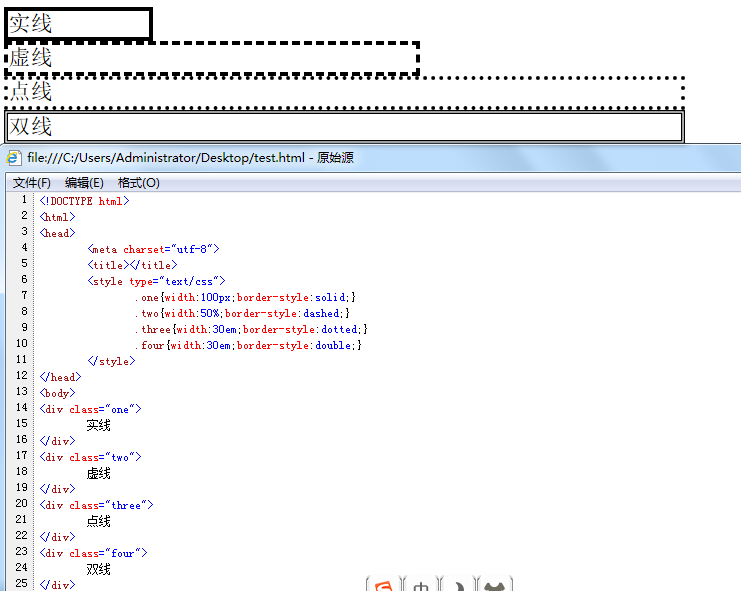 实线
虚线
点线
双线
file:///C:/Users/Administrator/Desktop/test.html - 原始源
文件(F) 编辑(E) 格式(O)
1 <!DOCTYPE html>
2 <html>
3 <head>
4 <meta charset="utf-8">
5 <title></title>
6 <style type="text/css">
7 .one{width:100px;border-style:solid;}
8 .two{width:50%;border-style:dashed;}
9 .three{width:30em;border-style:dotted;}
10 .four{width:30em;border-style:double;}
11 </style>
12 </head>
13 <body>
14 <div class="one">
15 实线
16 </div>
17 <div class="two">
18 虚线
19 </div>
20 <div class="three">
21 点线
22 </div>
23 <div class="four">
24 双线
25 </div>
中